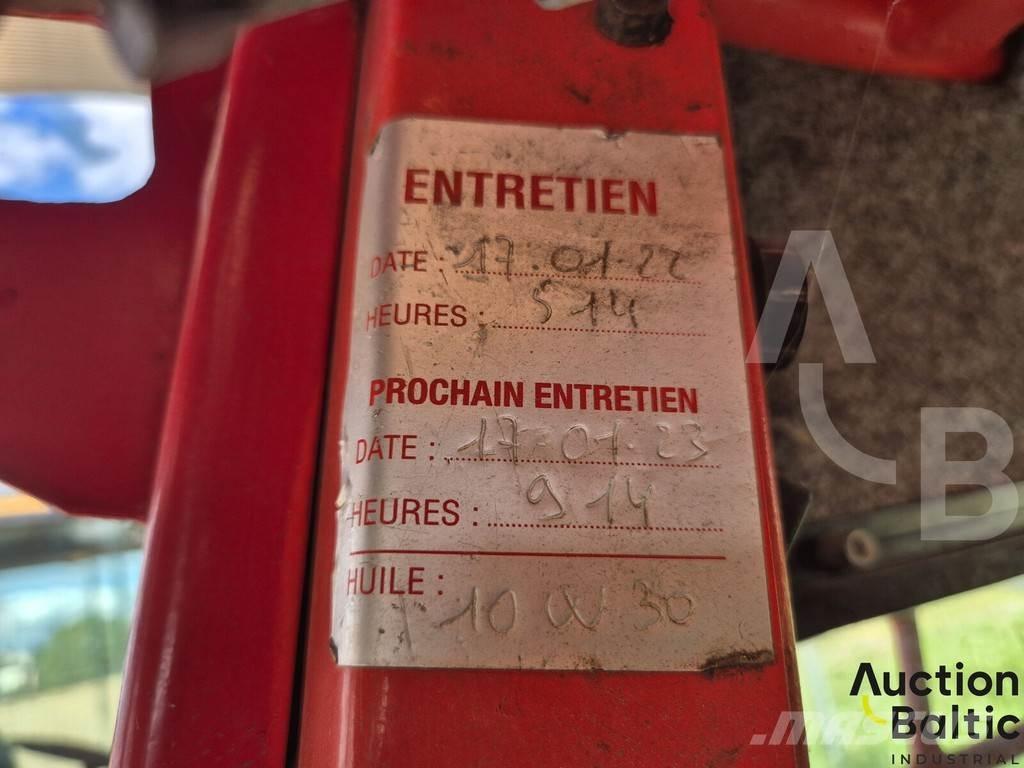 ENTRETIEN
DATE : 17.01.22
HEURES : 514
PROCHAIN ENTRETIEN
DATE : 17.01.23
HEURES : 914
HUILE :
10 W 30
A
B
Auction
Baltic
INDUSTRIAL